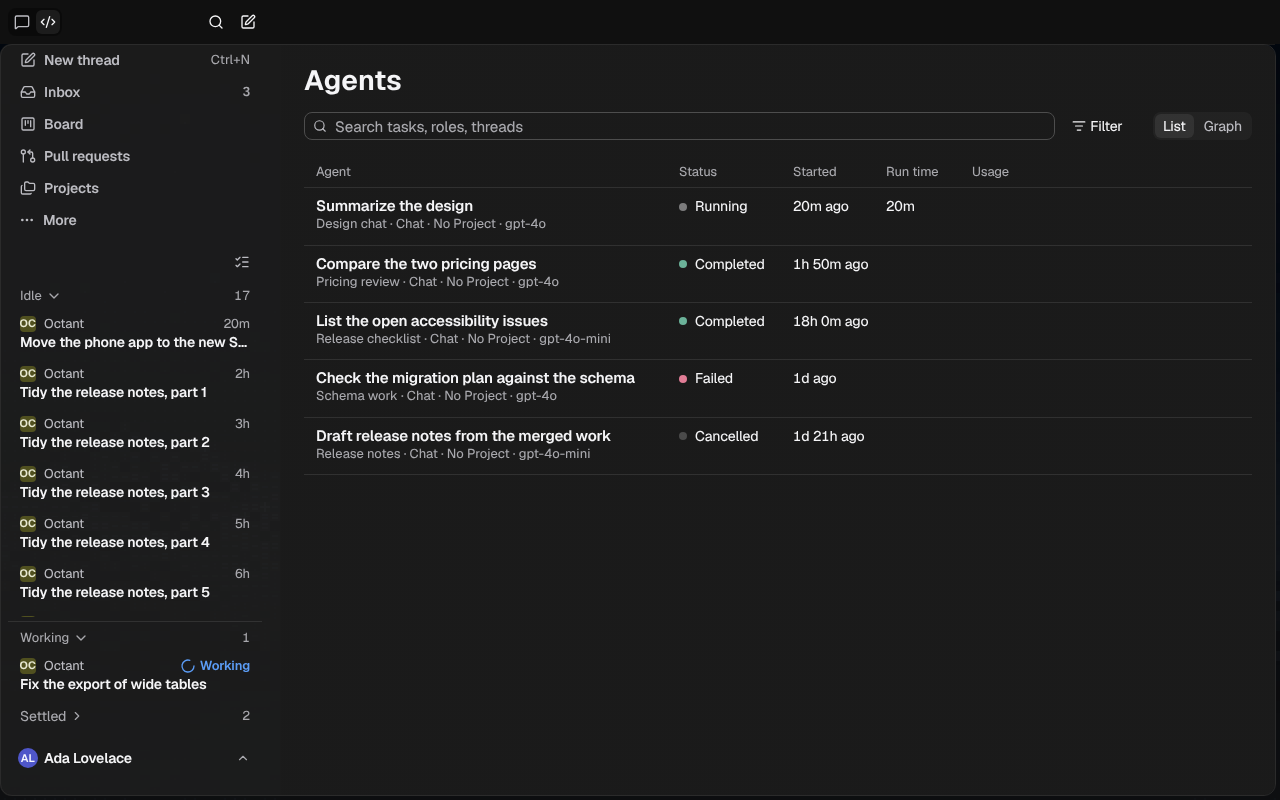 New thread Ctrl+N
Inbox 3
Board
Pull requests
Projects
More
Idle 17
OC Octant 20m
Move the phone app to the new S...
OC Octant 2h
Tidy the release notes, part 1
OC Octant 3h
Tidy the release notes, part 2
OC Octant 4h
Tidy the release notes, part 3
OC Octant 5h
Tidy the release notes, part 4
OC Octant 6h
Tidy the release notes, part 5
Working 1
OC Octant Working
Fix the export of wide tables
Settled 2
AL Ada Lovelace
Agents
Search tasks, roles, threads Filter List Graph
Agent Status Started Run time Usage
Summarize the design Running 20m ago 20m
Design chat · Chat · No Project · gpt-4o
Compare the two pricing pages Completed 1h 50m ago
Pricing review · Chat · No Project · gpt-4o
List the open accessibility issues Completed 18h 0m ago
Release checklist · Chat · No Project · gpt-4o-mini
Check the migration plan against the schema Failed 1d ago
Schema work · Chat · No Project · gpt-4o
Draft release notes from the merged work Cancelled 1d 21h ago
Release notes · Chat · No Project · gpt-4o-mini